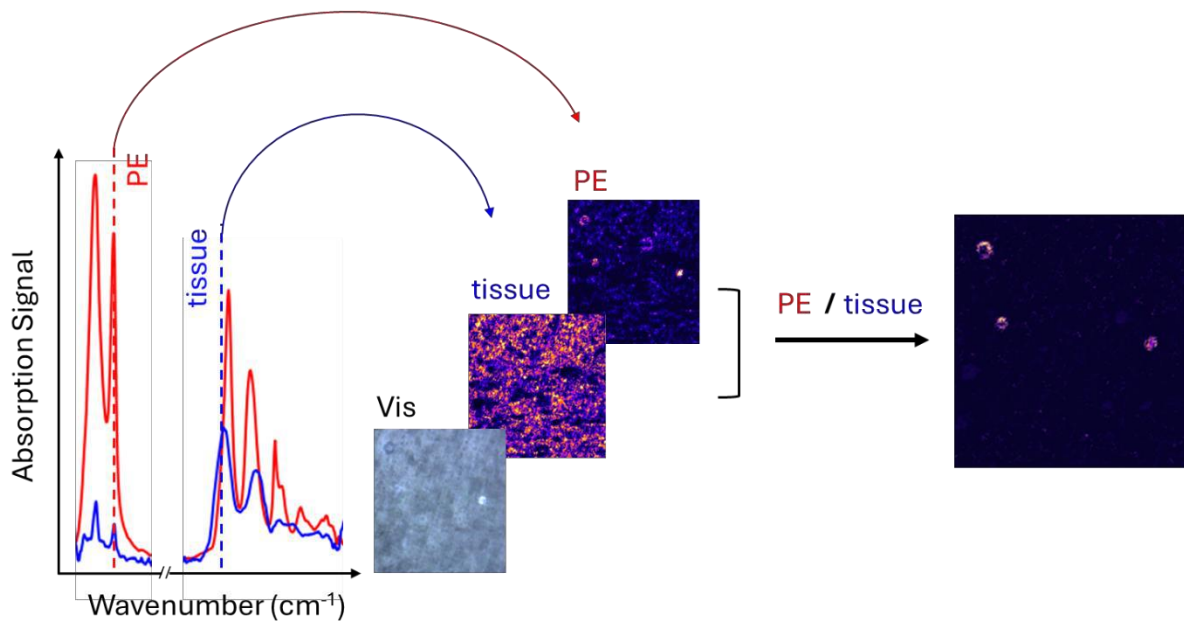 PE
tissue
Absorption Signal
Wavenumber (cm⁻¹)
Vis
tissue
PE
PE / tissue